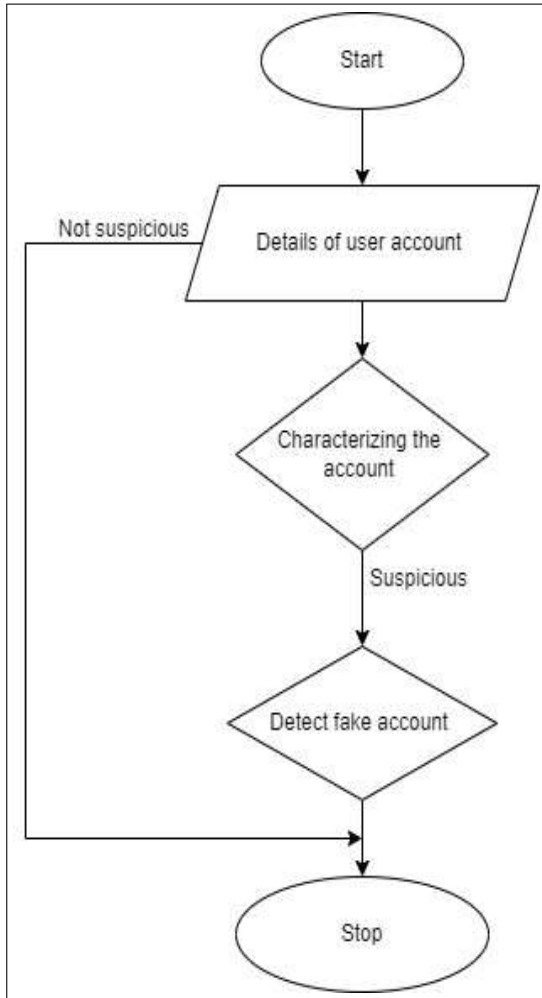 Start
Not suspicious
Details of user account
Characterizing the
account
Suspicious
Detect fake account
Stop